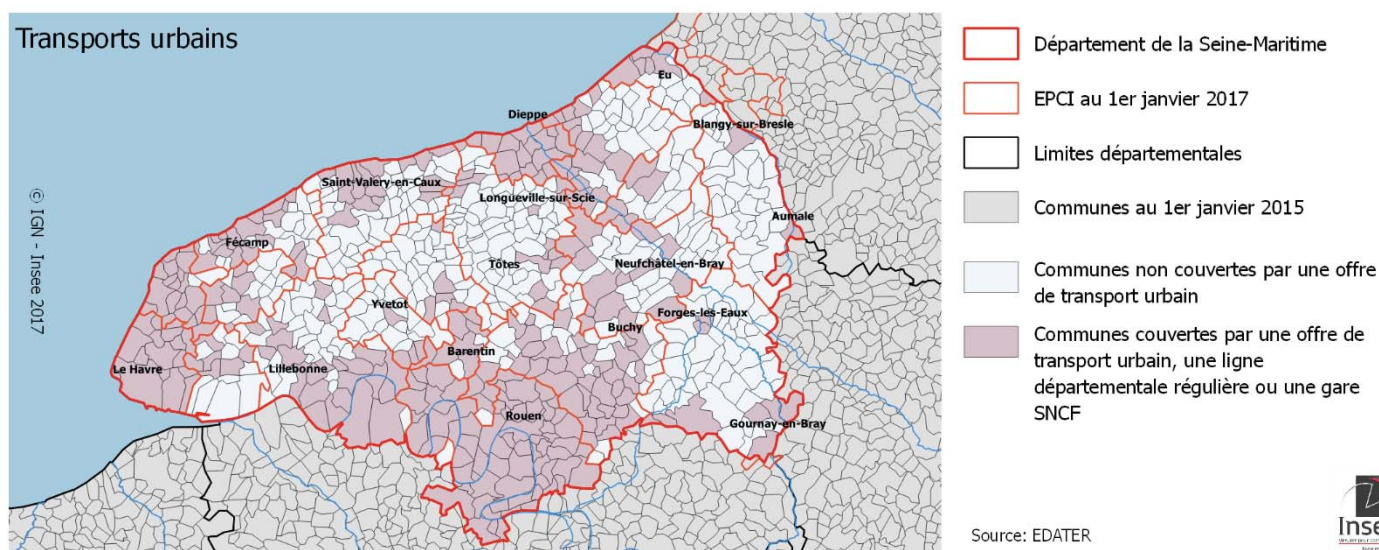 Transports urbains
Eu
Dieppe
Blangy-sur-Bresle
Saint-Valery-en-Caux
Longueville-sur-Scie
Aumale
Fécamp
Tôtes
Neufchâtel-en-Bray
Yvetot
Forges-les-Eaux
Buchy
Barentin
Le Havre
Lillebonne
Rouen
Gournay-en-Bray
© IGN - Insee 2017
Département de la Seine-Maritime
EPCI au 1er janvier 2017
Limites départementales
Communes au 1er janvier 2015
Communes non couvertes par une offre
de transport urbain
Communes couvertes par une offre de
transport urbain, une ligne
départementale régulière ou une gare
SNCF
Source: EDATER
Inse